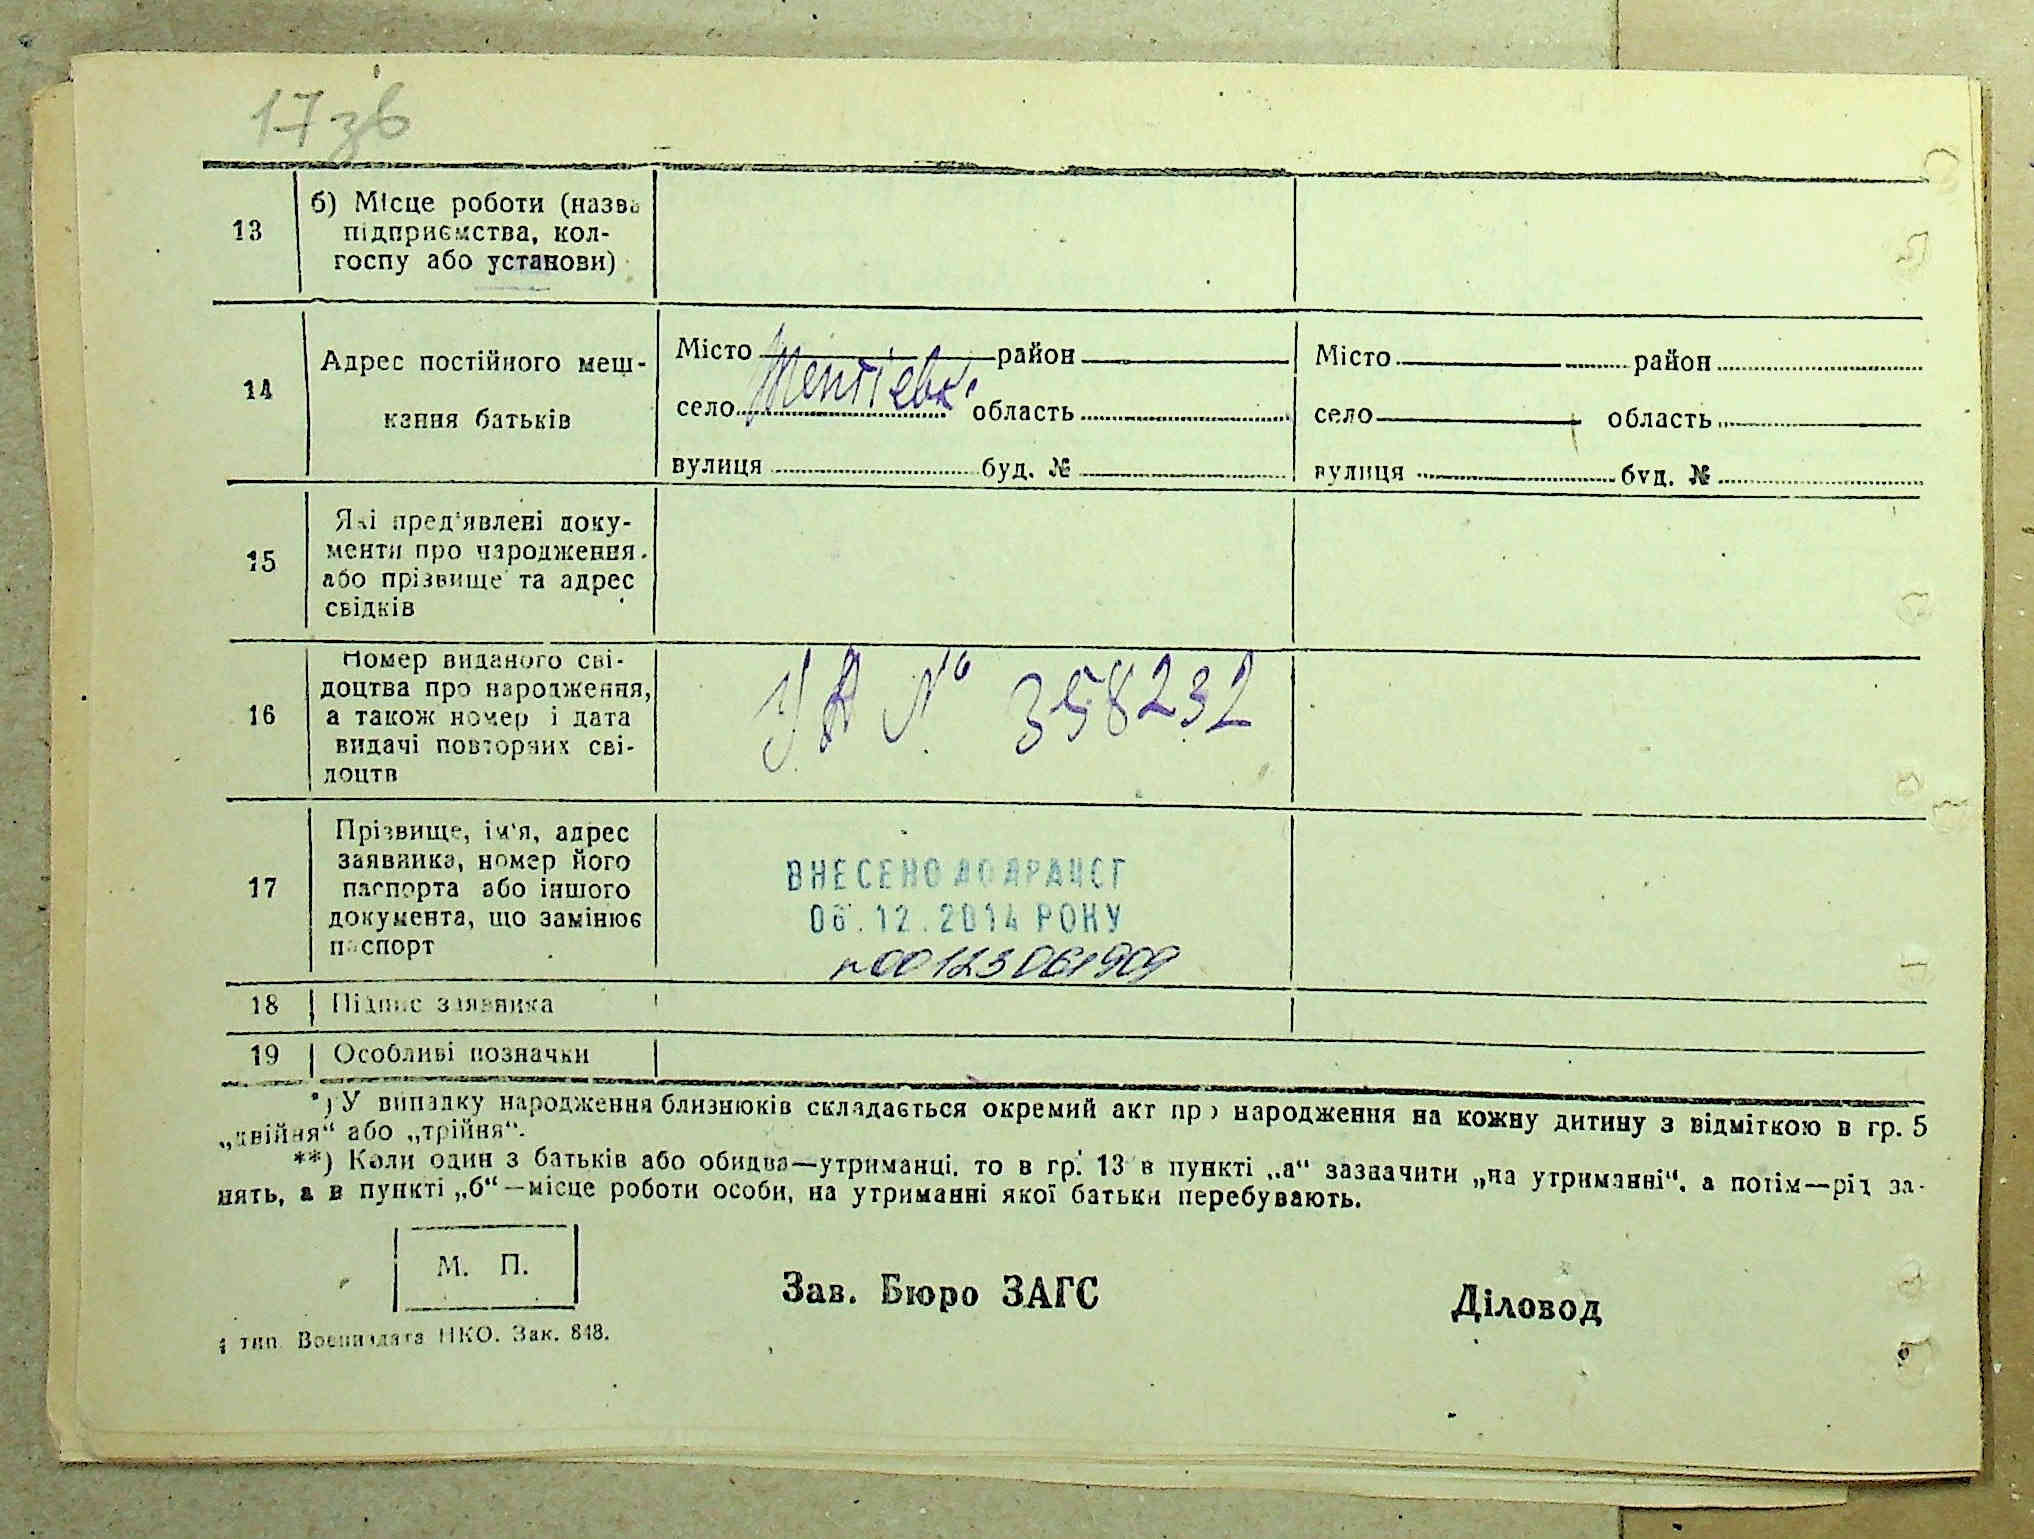 17 зв
13 б) Місце роботи (назва
підприємства, кол-
госпу або установи)
14 Адрес постійного меш-
кання батьків
Місто район
село область
вулиця буд. №
Місто район
село область
вулиця буд. №
15 Які пред'явлені доку-
менти про народження
або прізвище та адрес
свідків
16 Номер виданого сві-
доцтва про народження,
а також номер і дата
видачі повторних сві-
доцтв
УА № 358232
17 Прізвище, ім'я, адрес
заявника, номер його
паспорта або іншого
документа, що замінює
паспорт
ВНЕСЕНО ДО ДРАЦСГ
06.12.2014 РОКУ
№00123061909
18 Підпис заявника
19 Особливі позначки
*) У випадку народження близнюків складається окремий акт про народження на кожну дитину з відміткою в гр. 5
„двійня“ або „трійня“.
**) Коли один з батьків або обидва—утриманці, то в гр. 13 в пункті „а“ зазначити „на утриманні“, а потім—рід за-
нять, а в пункті „б“—місце роботи особи, на утриманні якої батьки перебувають.
М. П.
Зав. Бюро ЗАГС
Діловод
тип. Воениздата НКО. Зак. 848.